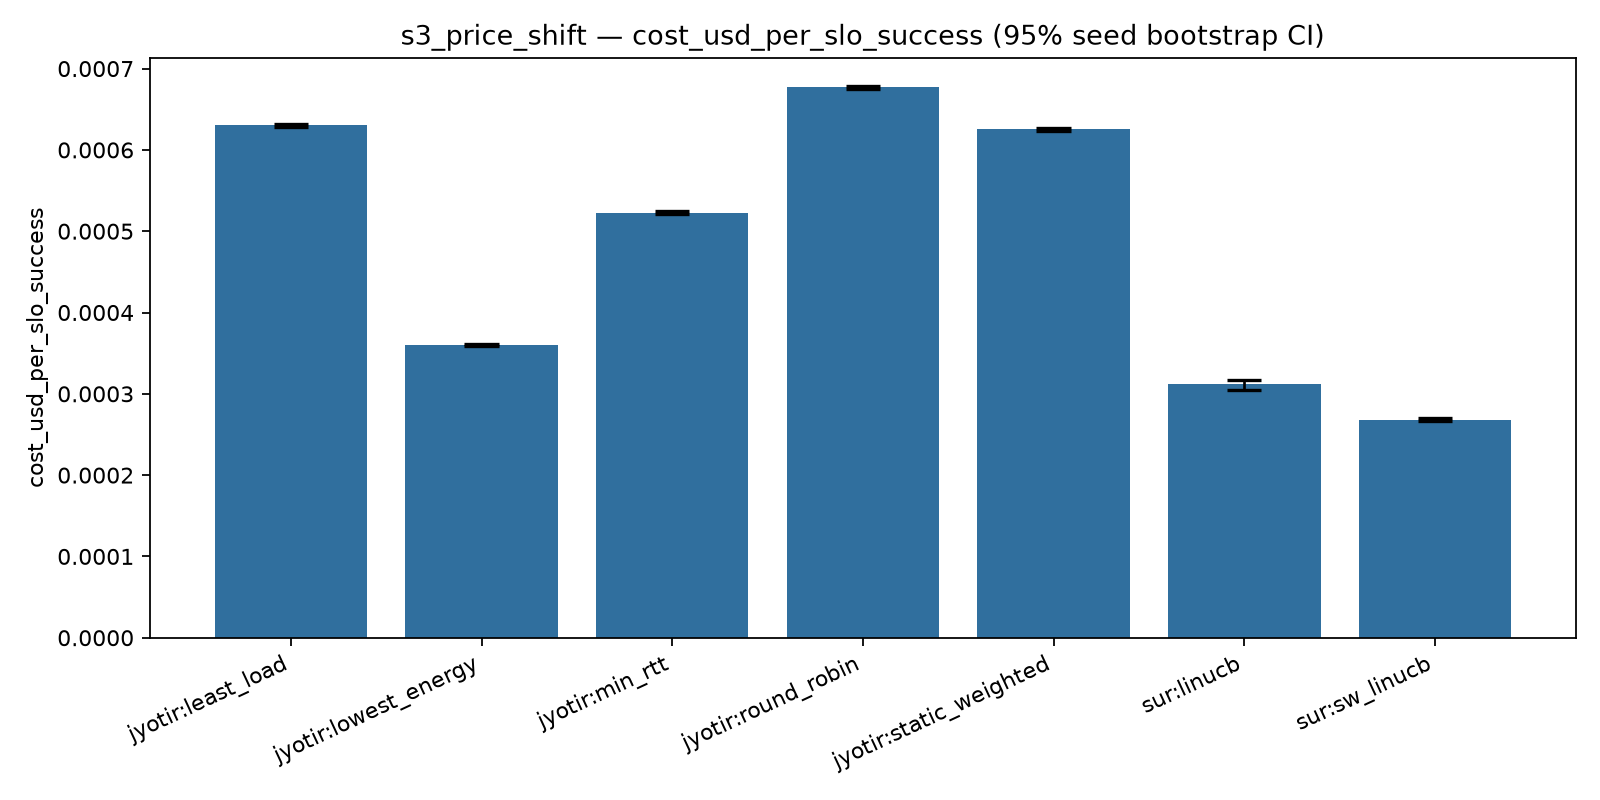 s3_price_shift — cost_usd_per_slo_success (95% seed bootstrap CI)
cost_usd_per_slo_success
0.0007
0.0006
0.0005
0.0004
0.0003
0.0002
0.0001
0.0000
jyotir:least_load
jyotir:lowest_energy
jyotir:min_rtt
jyotir:round_robin
jyotir:static_weighted
sur:linucb
sur:sw_linucb